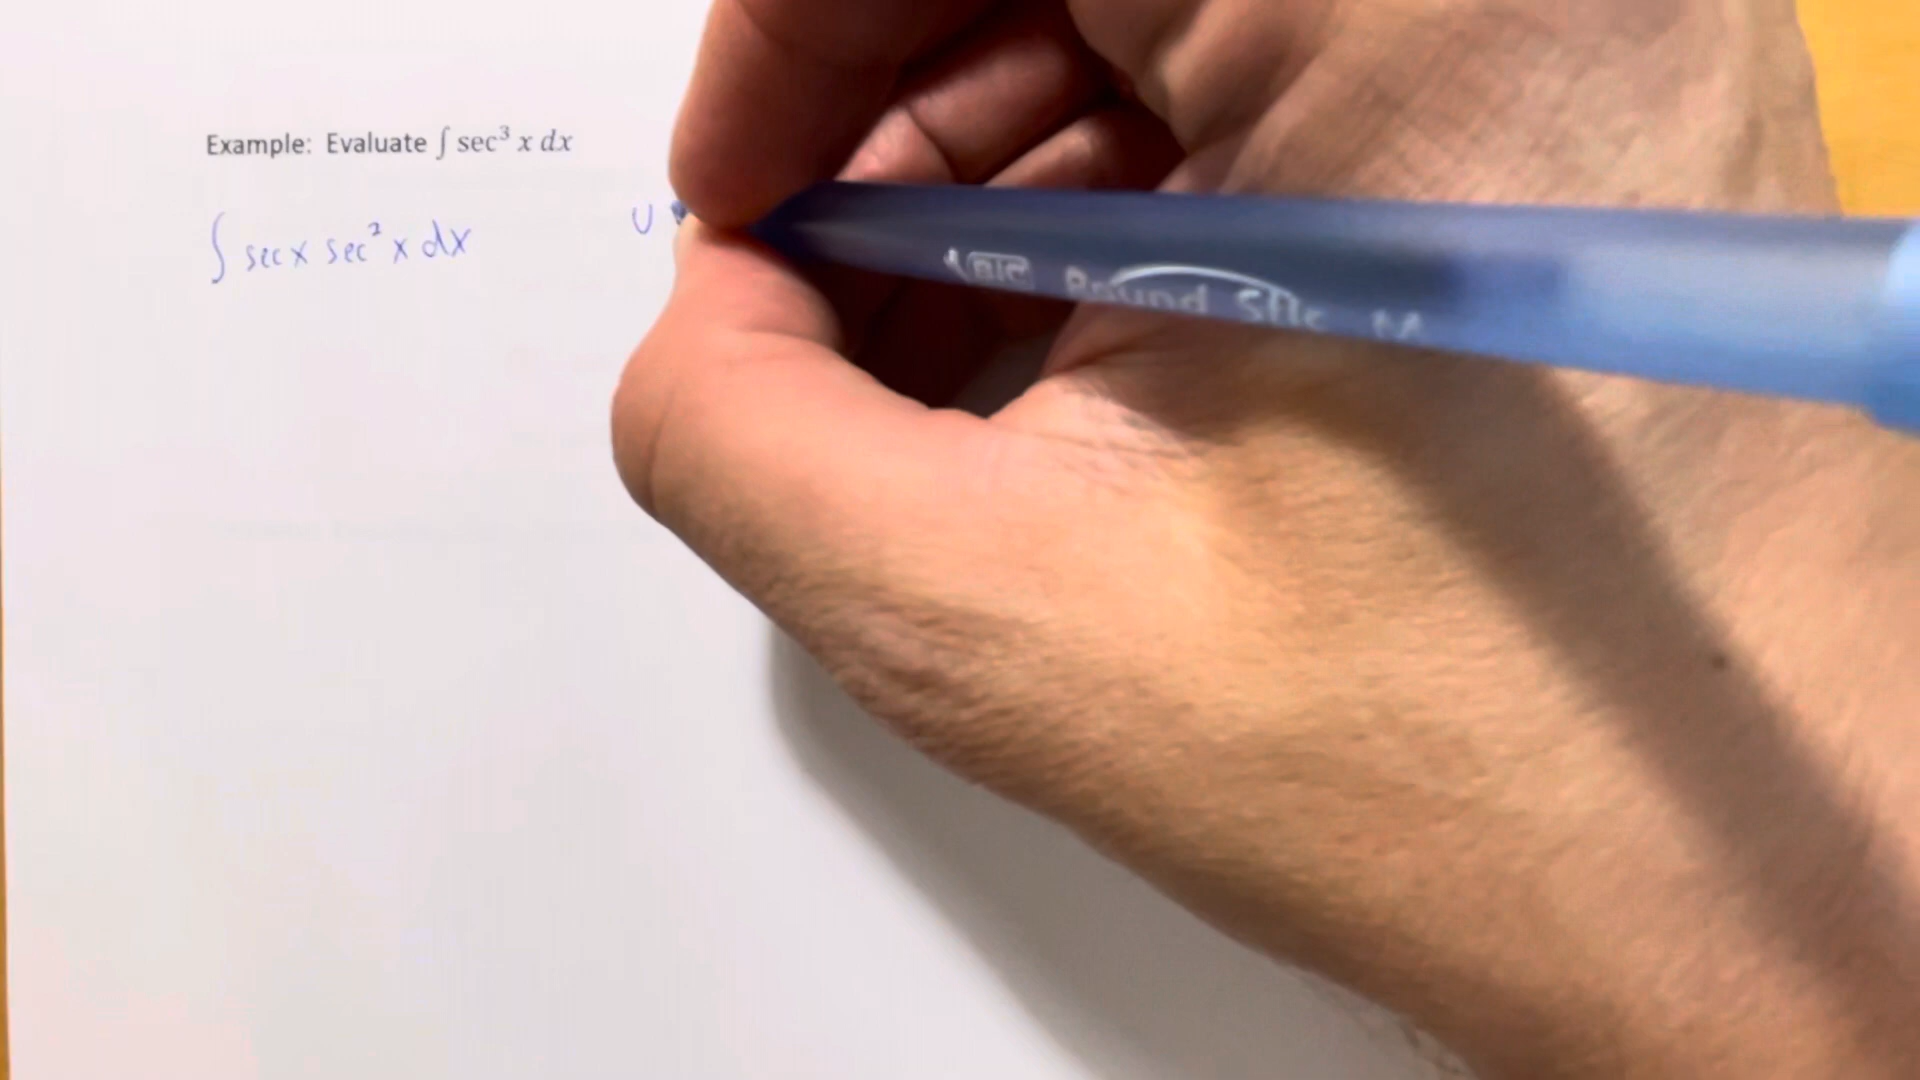 Example: Evaluate ∫ sec³ x dx
∫ sec x sec² x dx
U
BIC Round Stic M